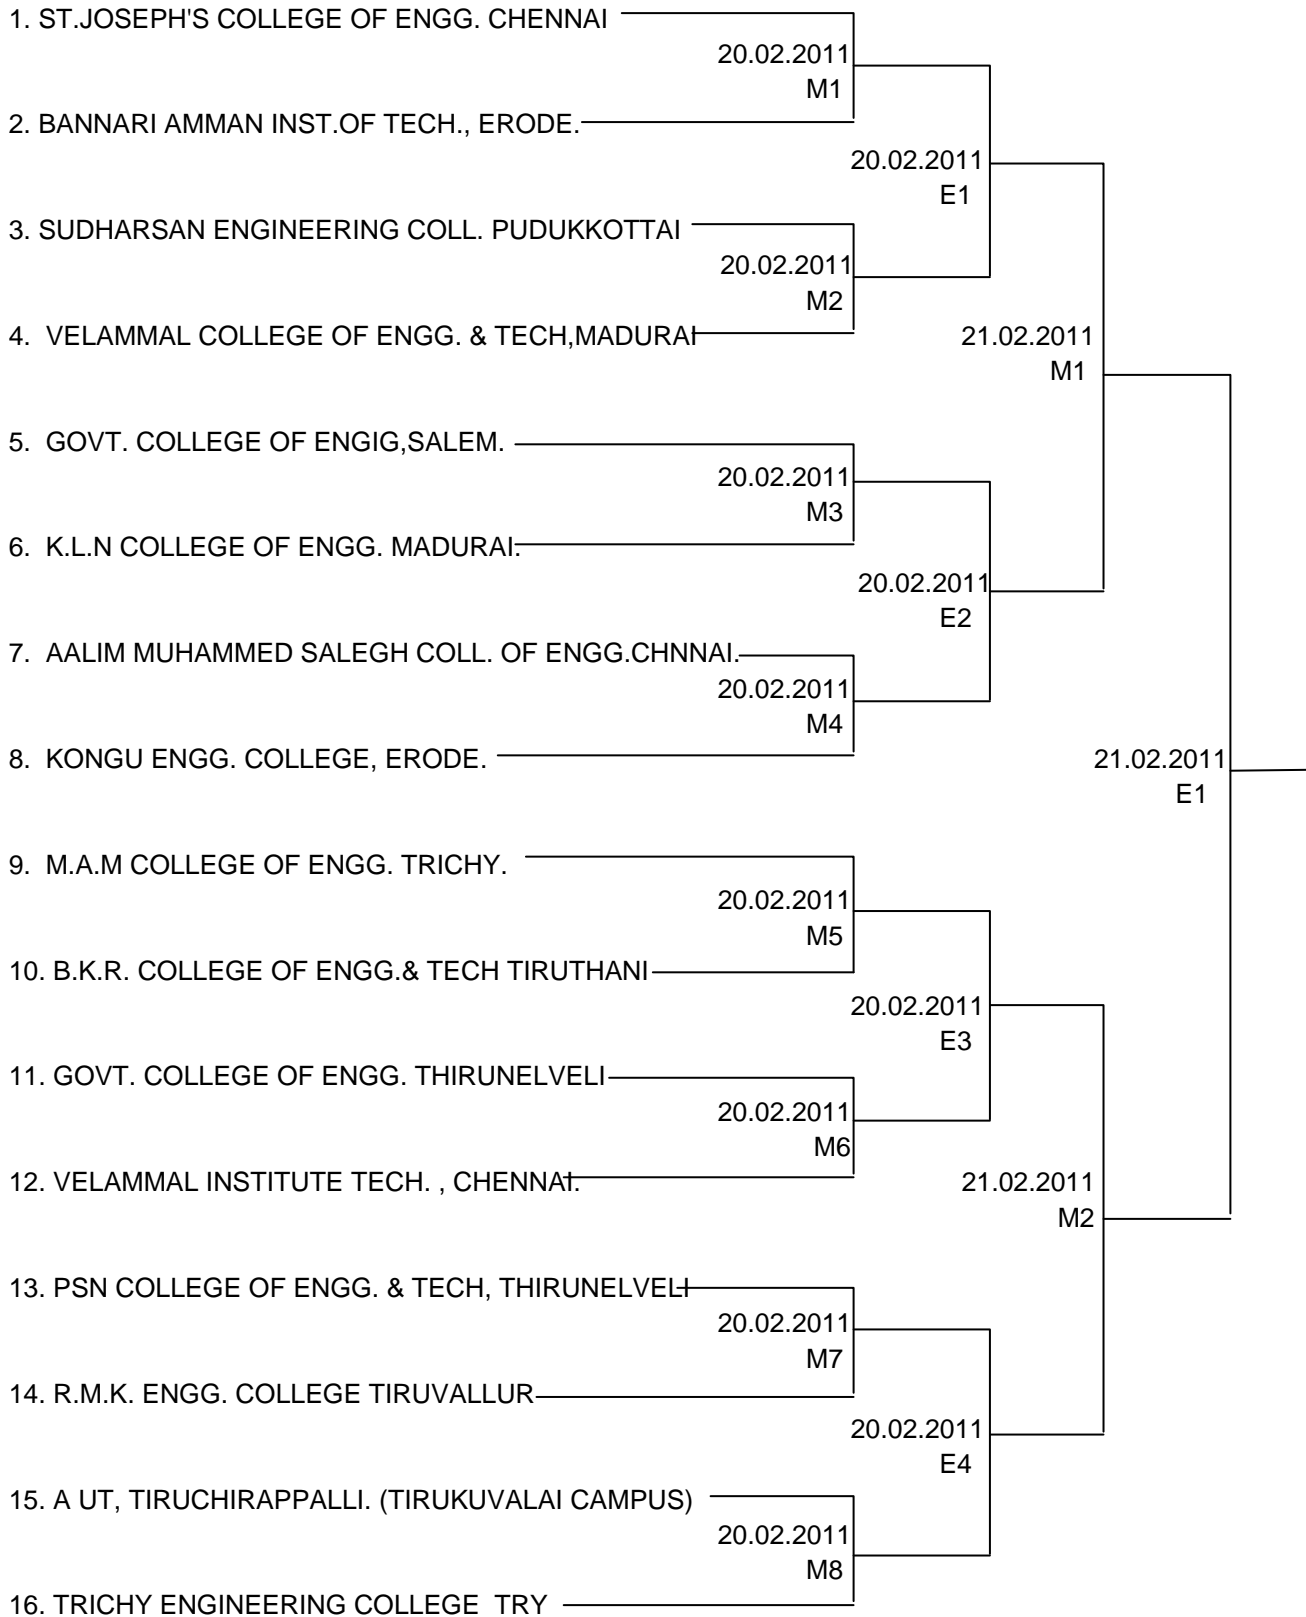 1. ST.JOSEPH'S COLLEGE OF ENGG. CHENNAI
20.02.2011
M1
2. BANNARI AMMAN INST.OF TECH., ERODE.
20.02.2011
E1
3. SUDHARSAN ENGINEERING COLL. PUDUKKOTTAI
20.02.2011
M2
4. VELAMMAL COLLEGE OF ENGG. & TECH,MADURAI
21.02.2011
M1
5. GOVT. COLLEGE OF ENGIG,SALEM.
20.02.2011
M3
6. K.L.N COLLEGE OF ENGG. MADURAI.
20.02.2011
E2
7. AALIM MUHAMMED SALEGH COLL. OF ENGG.CHNNAI.
20.02.2011
M4
8. KONGU ENGG. COLLEGE, ERODE.
21.02.2011
E1
9. M.A.M COLLEGE OF ENGG. TRICHY.
20.02.2011
M5
10. B.K.R. COLLEGE OF ENGG.& TECH TIRUTHANI
20.02.2011
E3
11. GOVT. COLLEGE OF ENGG. THIRUNELVELI
20.02.2011
M6
12. VELAMMAL INSTITUTE TECH. , CHENNAI.
21.02.2011
M2
13. PSN COLLEGE OF ENGG. & TECH, THIRUNELVELI
20.02.2011
M7
14. R.M.K. ENGG. COLLEGE TIRUVALLUR
20.02.2011
E4
15. A UT, TIRUCHIRAPPALLI. (TIRUKUVALAI CAMPUS)
20.02.2011
M8
16. TRICHY ENGINEERING COLLEGE TRY